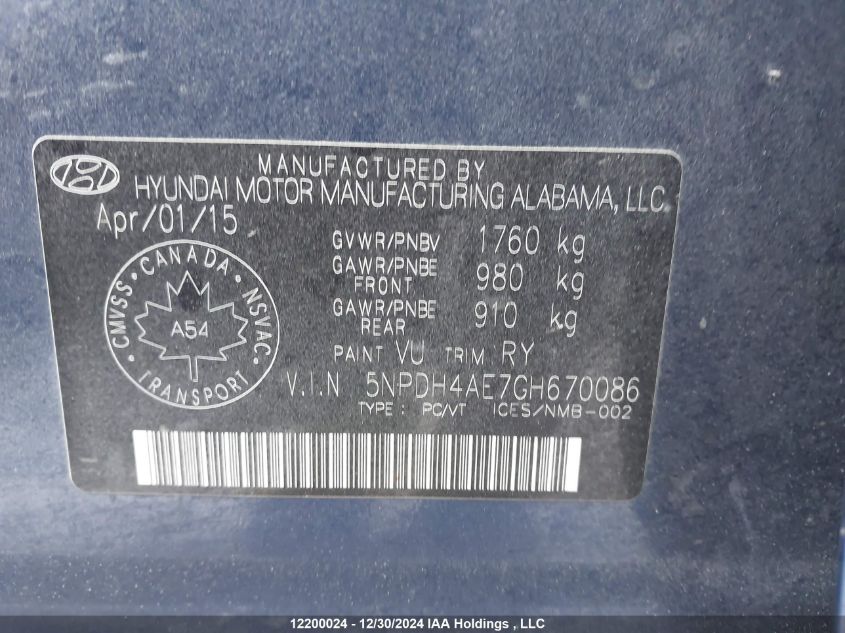 MANUFACTURED BY
HYUNDAI MOTOR MANUFACTURING ALABAMA, LLC.
Apr/01/15
GVWR/PNBV 1760 kg
GAWR/PNBE FRONT 980 kg
GAWR/PNBE REAR 910 kg
CANADA
CMVSS • NSVAC
A54
TRANSPORT
PAINT VU TRIM RY
V.I.N 5NPDH4AE7GH670086
TYPE : PC/VT ICES/NMB-002
12200024 - 12/30/2024 IAA Holdings , LLC